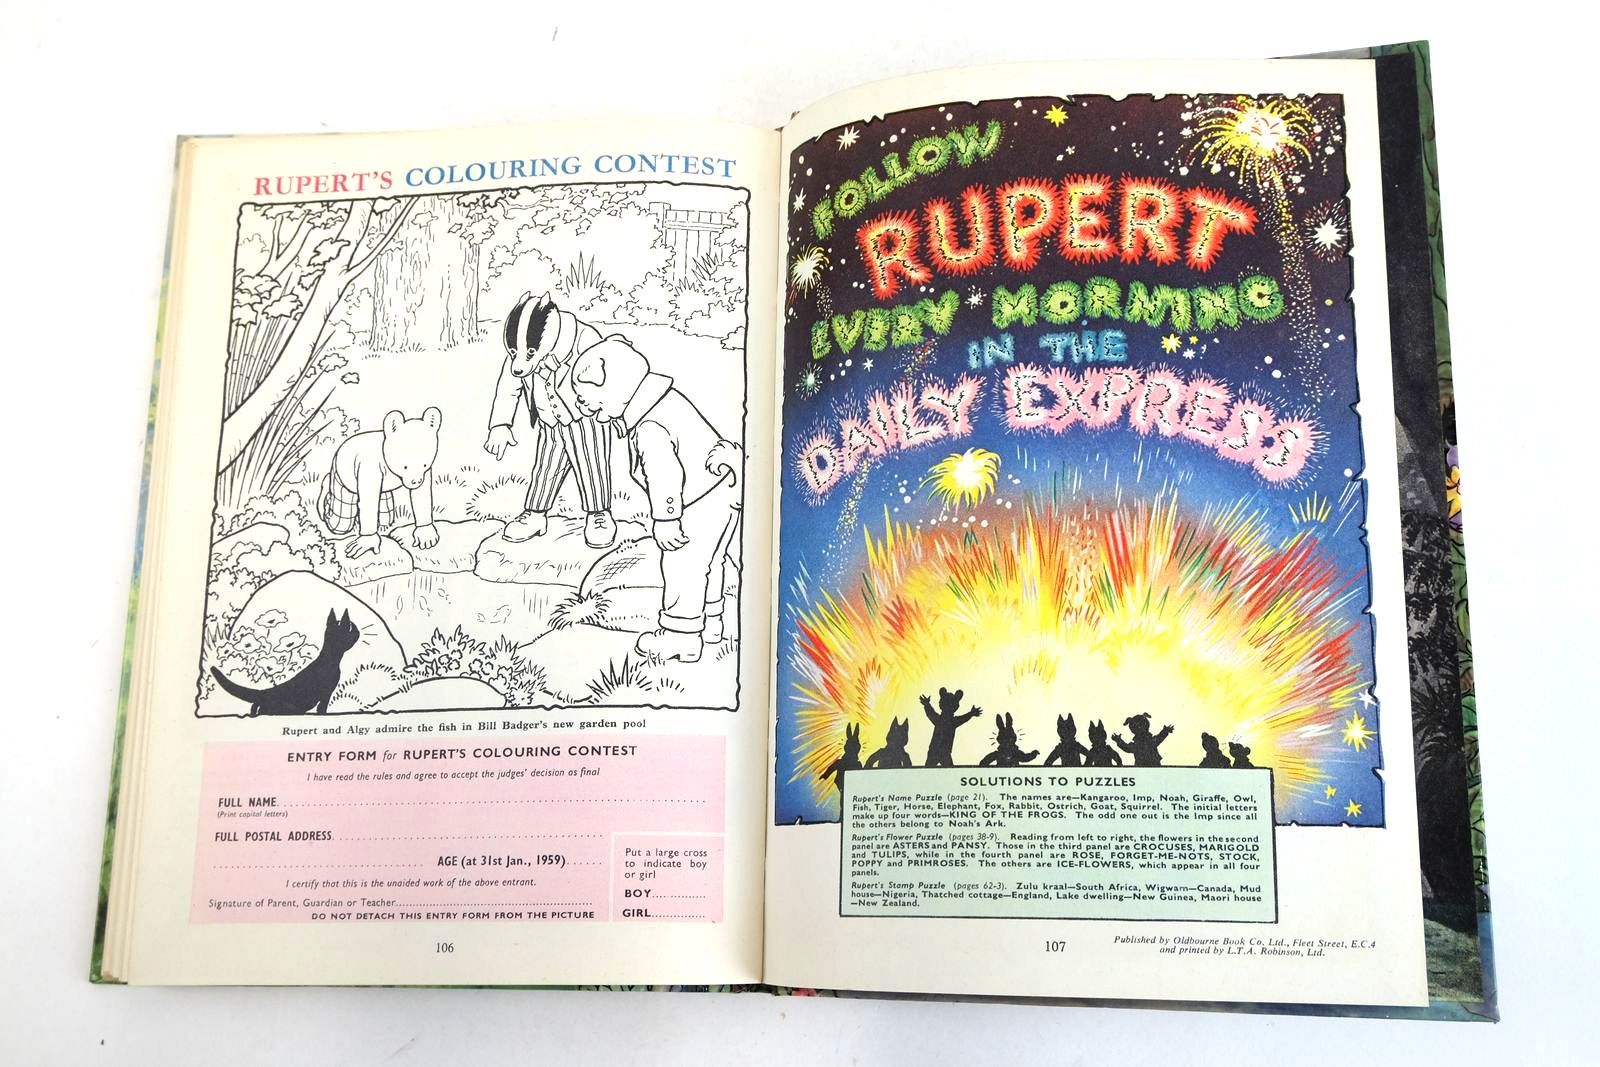 RUPERT'S COLOURING CONTEST
Rupert and Algy admire the fish in Bill Badger's new garden pool
ENTRY FORM for RUPERT'S COLOURING CONTEST
I have read the rules and agree to accept the judges' decision as final
FULL NAME
(Print capital letters)
FULL POSTAL ADDRESS
AGE (at 31st Jan., 1959)
I certify that this is the unaided work of the above entrant.
Signature of Parent, Guardian or Teacher
DO NOT DETACH THIS ENTRY FORM FROM THE PICTURE
Put a large cross
to indicate boy
or girl
BOY
GIRL
106
FOLLOW
RUPERT
EVERY MORNING
IN THE
DAILY EXPRESS
SOLUTIONS TO PUZZLES
Rupert's Name Puzzle (page 21). The names are—Kangaroo, Imp, Noah, Giraffe, Owl,
Fish, Tiger, Horse, Elephant, Fox, Rabbit, Ostrich, Goat, Squirrel. The initial letters
make up four words—KING OF THE FROGS. The odd one out is the Imp since all
the others belong to Noah's Ark.
Rupert's Flower Puzzle (pages 38-9). Reading from left to right, the flowers in the second
panel are ASTERS and PANSY. Those in the third panel are CROCUSES, MARIGOLD
and TULIPS, while in the fourth panel are ROSE, FORGET-ME-NOTS, STOCK,
POPPY and PRIMROSES. The others are ICE-FLOWERS, which appear in all four
panels.
Rupert's Stamp Puzzle (pages 62-3). Zulu kraal—South Africa, Wigwam—Canada, Mud
house—Nigeria, Thatched cottage—England, Lake dwelling—New Guinea, Maori house
—New Zealand.
107
Published by Oldbourne Book Co. Ltd., Fleet Street, E.C.4
and printed by L.T.A. Robinson, Ltd.